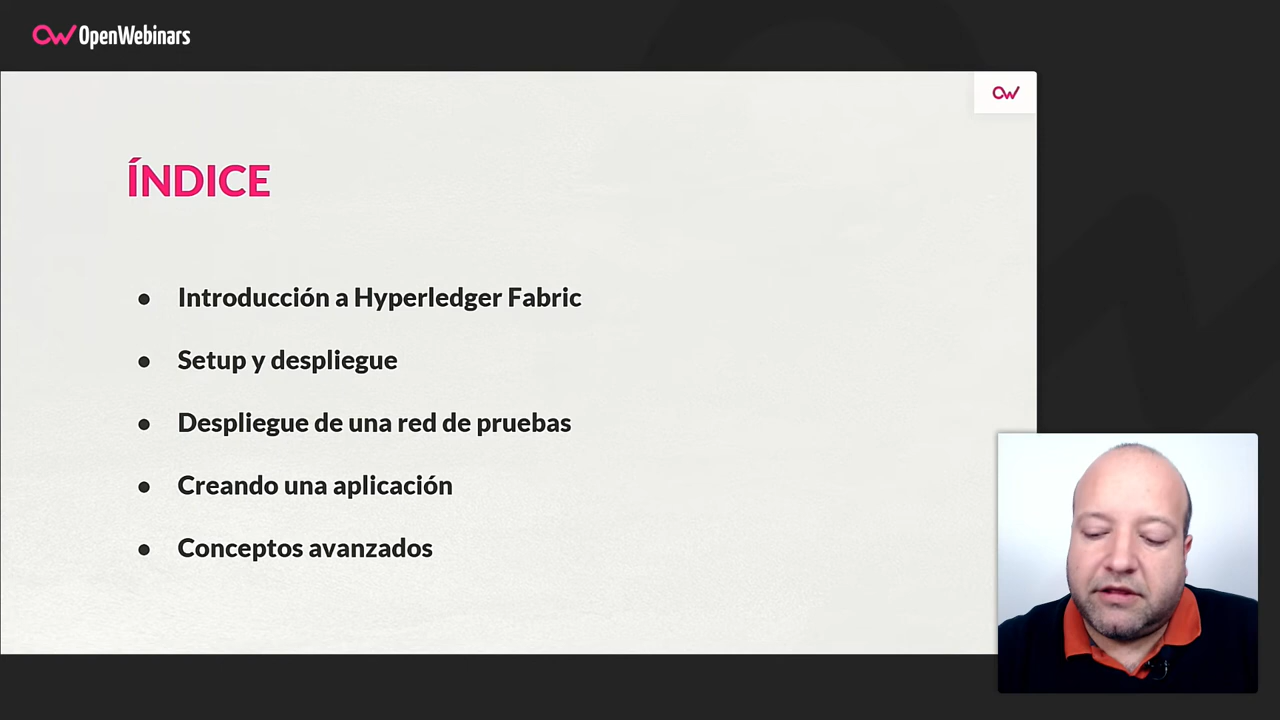 OpenWebinars
ÍNDICE
● Introducción a Hyperledger Fabric
● Setup y despliegue
● Despliegue de una red de pruebas
● Creando una aplicación
● Conceptos avanzados